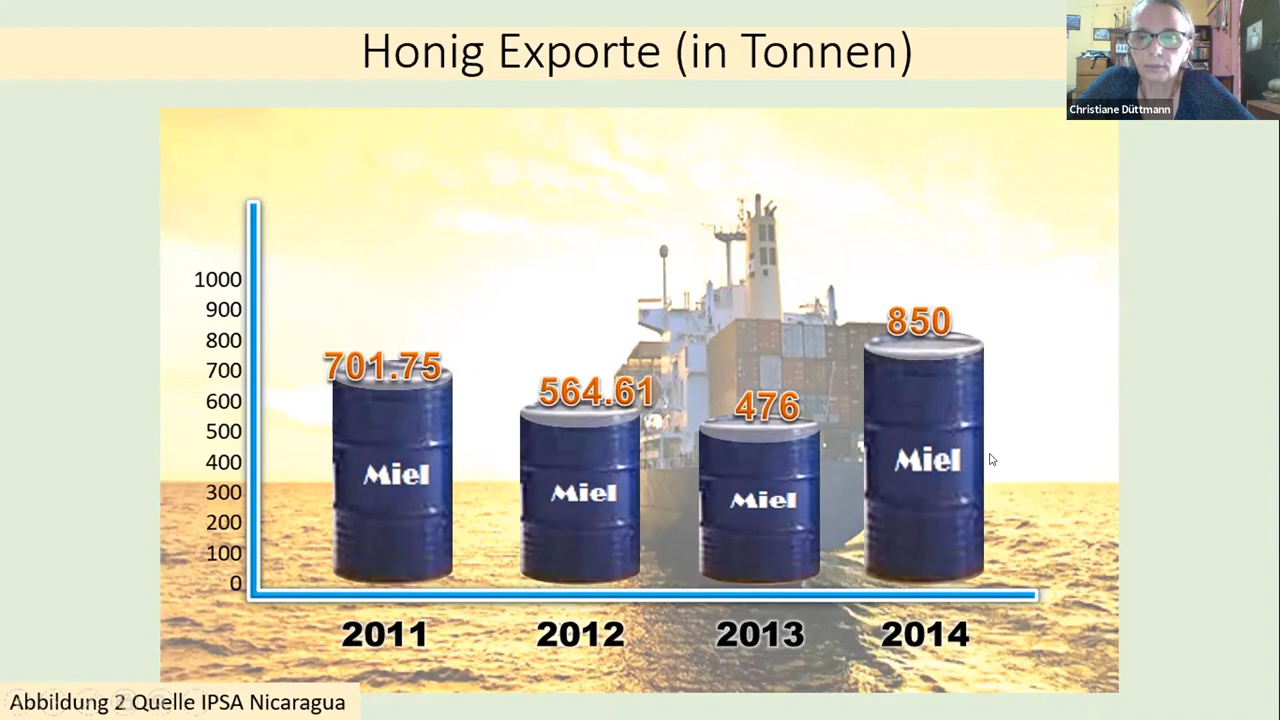 Honig Exporte (in Tonnen)
Christiane Düttmann
1000
900
800
700
600
500
400
300
200
100
0
701.75
564.61
476
850
Miel
Miel
Miel
Miel
2011
2012
2013
2014
Abbildung 2 Quelle IPSA Nicaragua